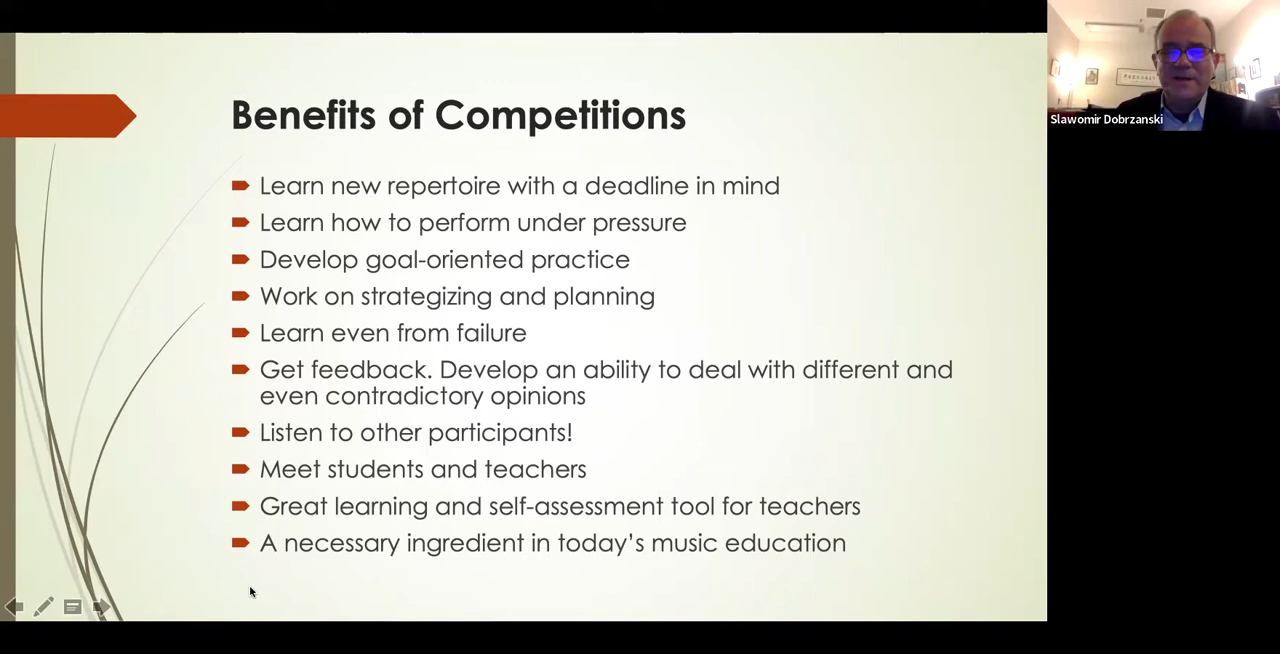 Benefits of Competitions
Learn new repertoire with a deadline in mind
Learn how to perform under pressure
Develop goal-oriented practice
Work on strategizing and planning
Learn even from failure
Get feedback. Develop an ability to deal with different and
even contradictory opinions
Listen to other participants!
Meet students and teachers
Great learning and self-assessment tool for teachers
A necessary ingredient in today's music education
Slawomir Dobrzanski